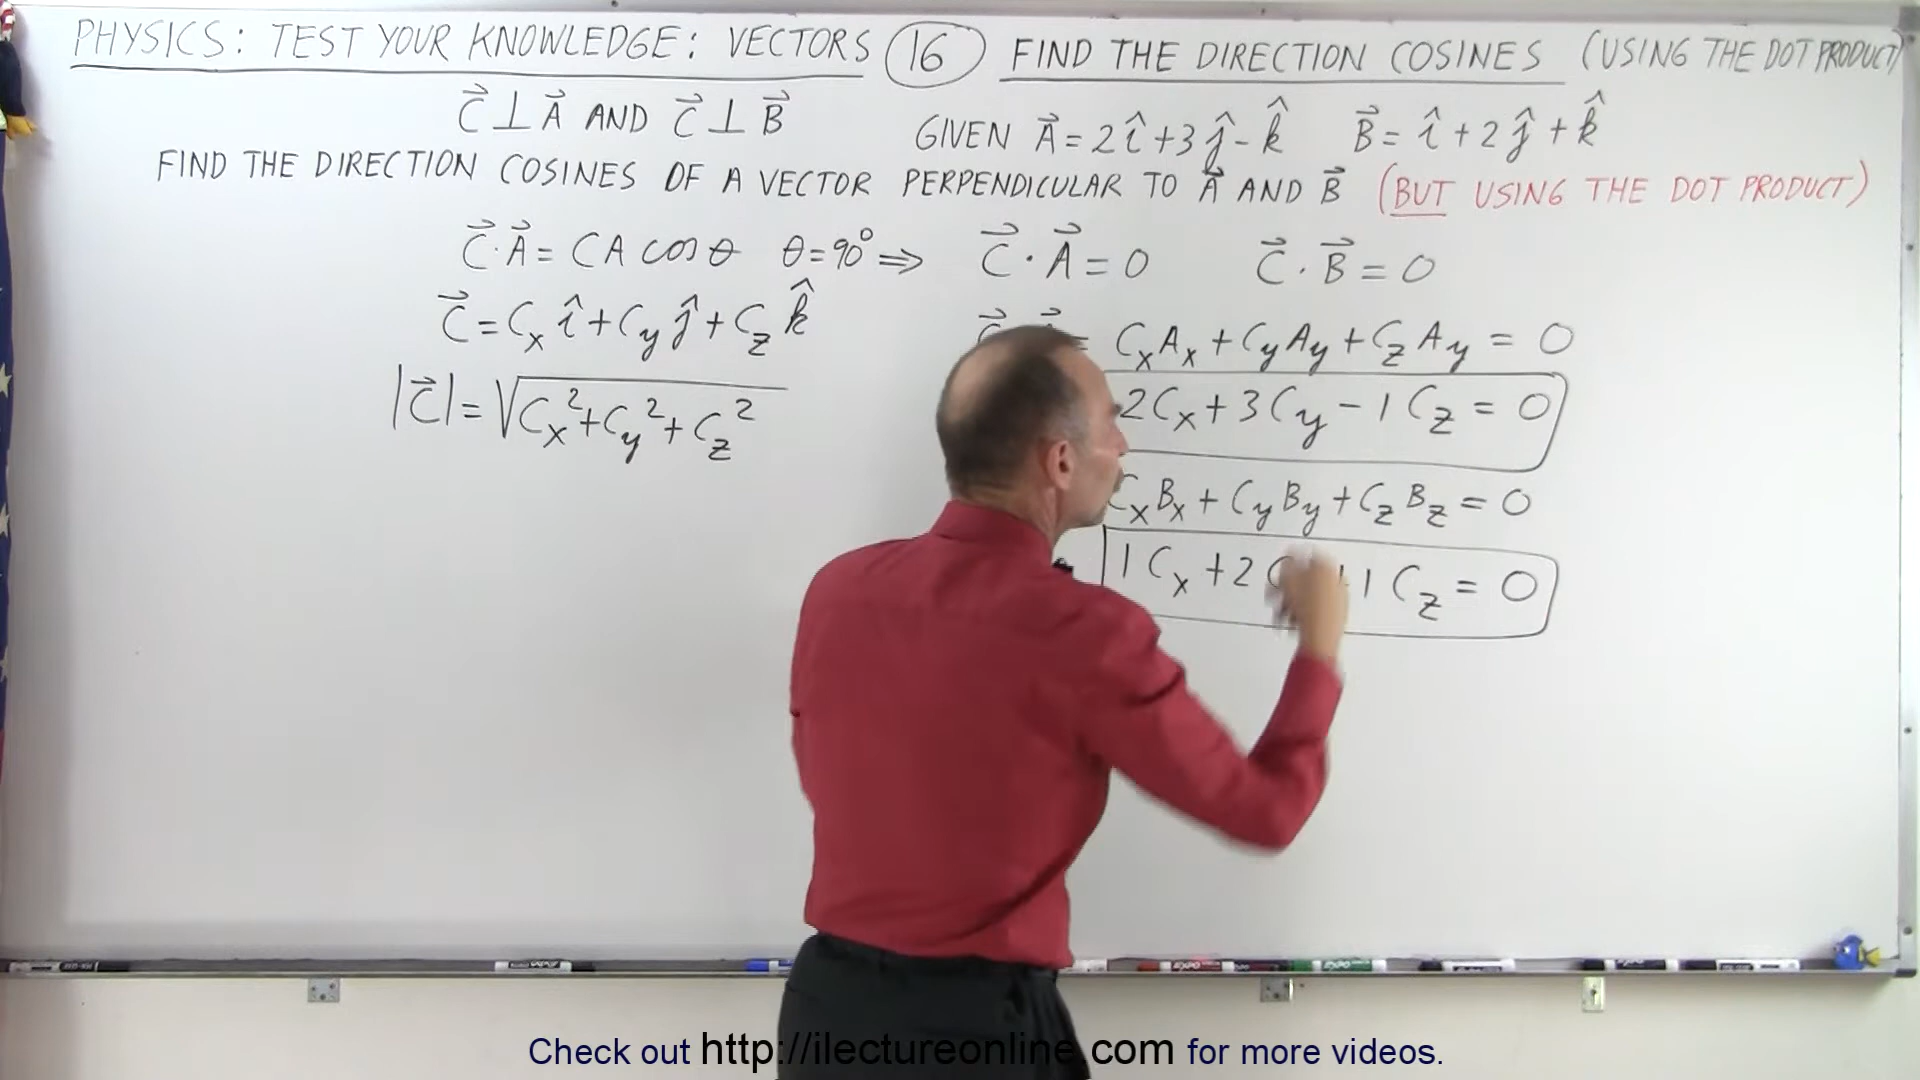 PHYSICS: TEST YOUR KNOWLEDGE: VECTORS 16 FIND THE DIRECTION COSINES (USING THE DOT PRODUCT)
C⃗ ⊥ A⃗ AND C⃗ ⊥ B⃗ GIVEN A⃗ = 2î + 3ĵ - k̂ B⃗ = î + 2ĵ + k̂
FIND THE DIRECTION COSINES OF A VECTOR PERPENDICULAR TO A⃗ AND B⃗ (BUT USING THE DOT PRODUCT)
C⃗ · A⃗ = CA cos θ θ = 90° ⇒ C⃗ · A⃗ = 0 C⃗ · B⃗ = 0
C⃗ = Cx î + Cy ĵ + Cz k̂
= CxAx + CyAy + CzAy = 0
|C⃗| = √(Cx² + Cy² + Cz²)
2Cx + 3Cy - 1Cz = 0
CxBx + CyBy + CzBz = 0
1Cx + 2C 1Cz = 0
EXPO
EXPO
Check out http://ilectureonline.com for more videos.